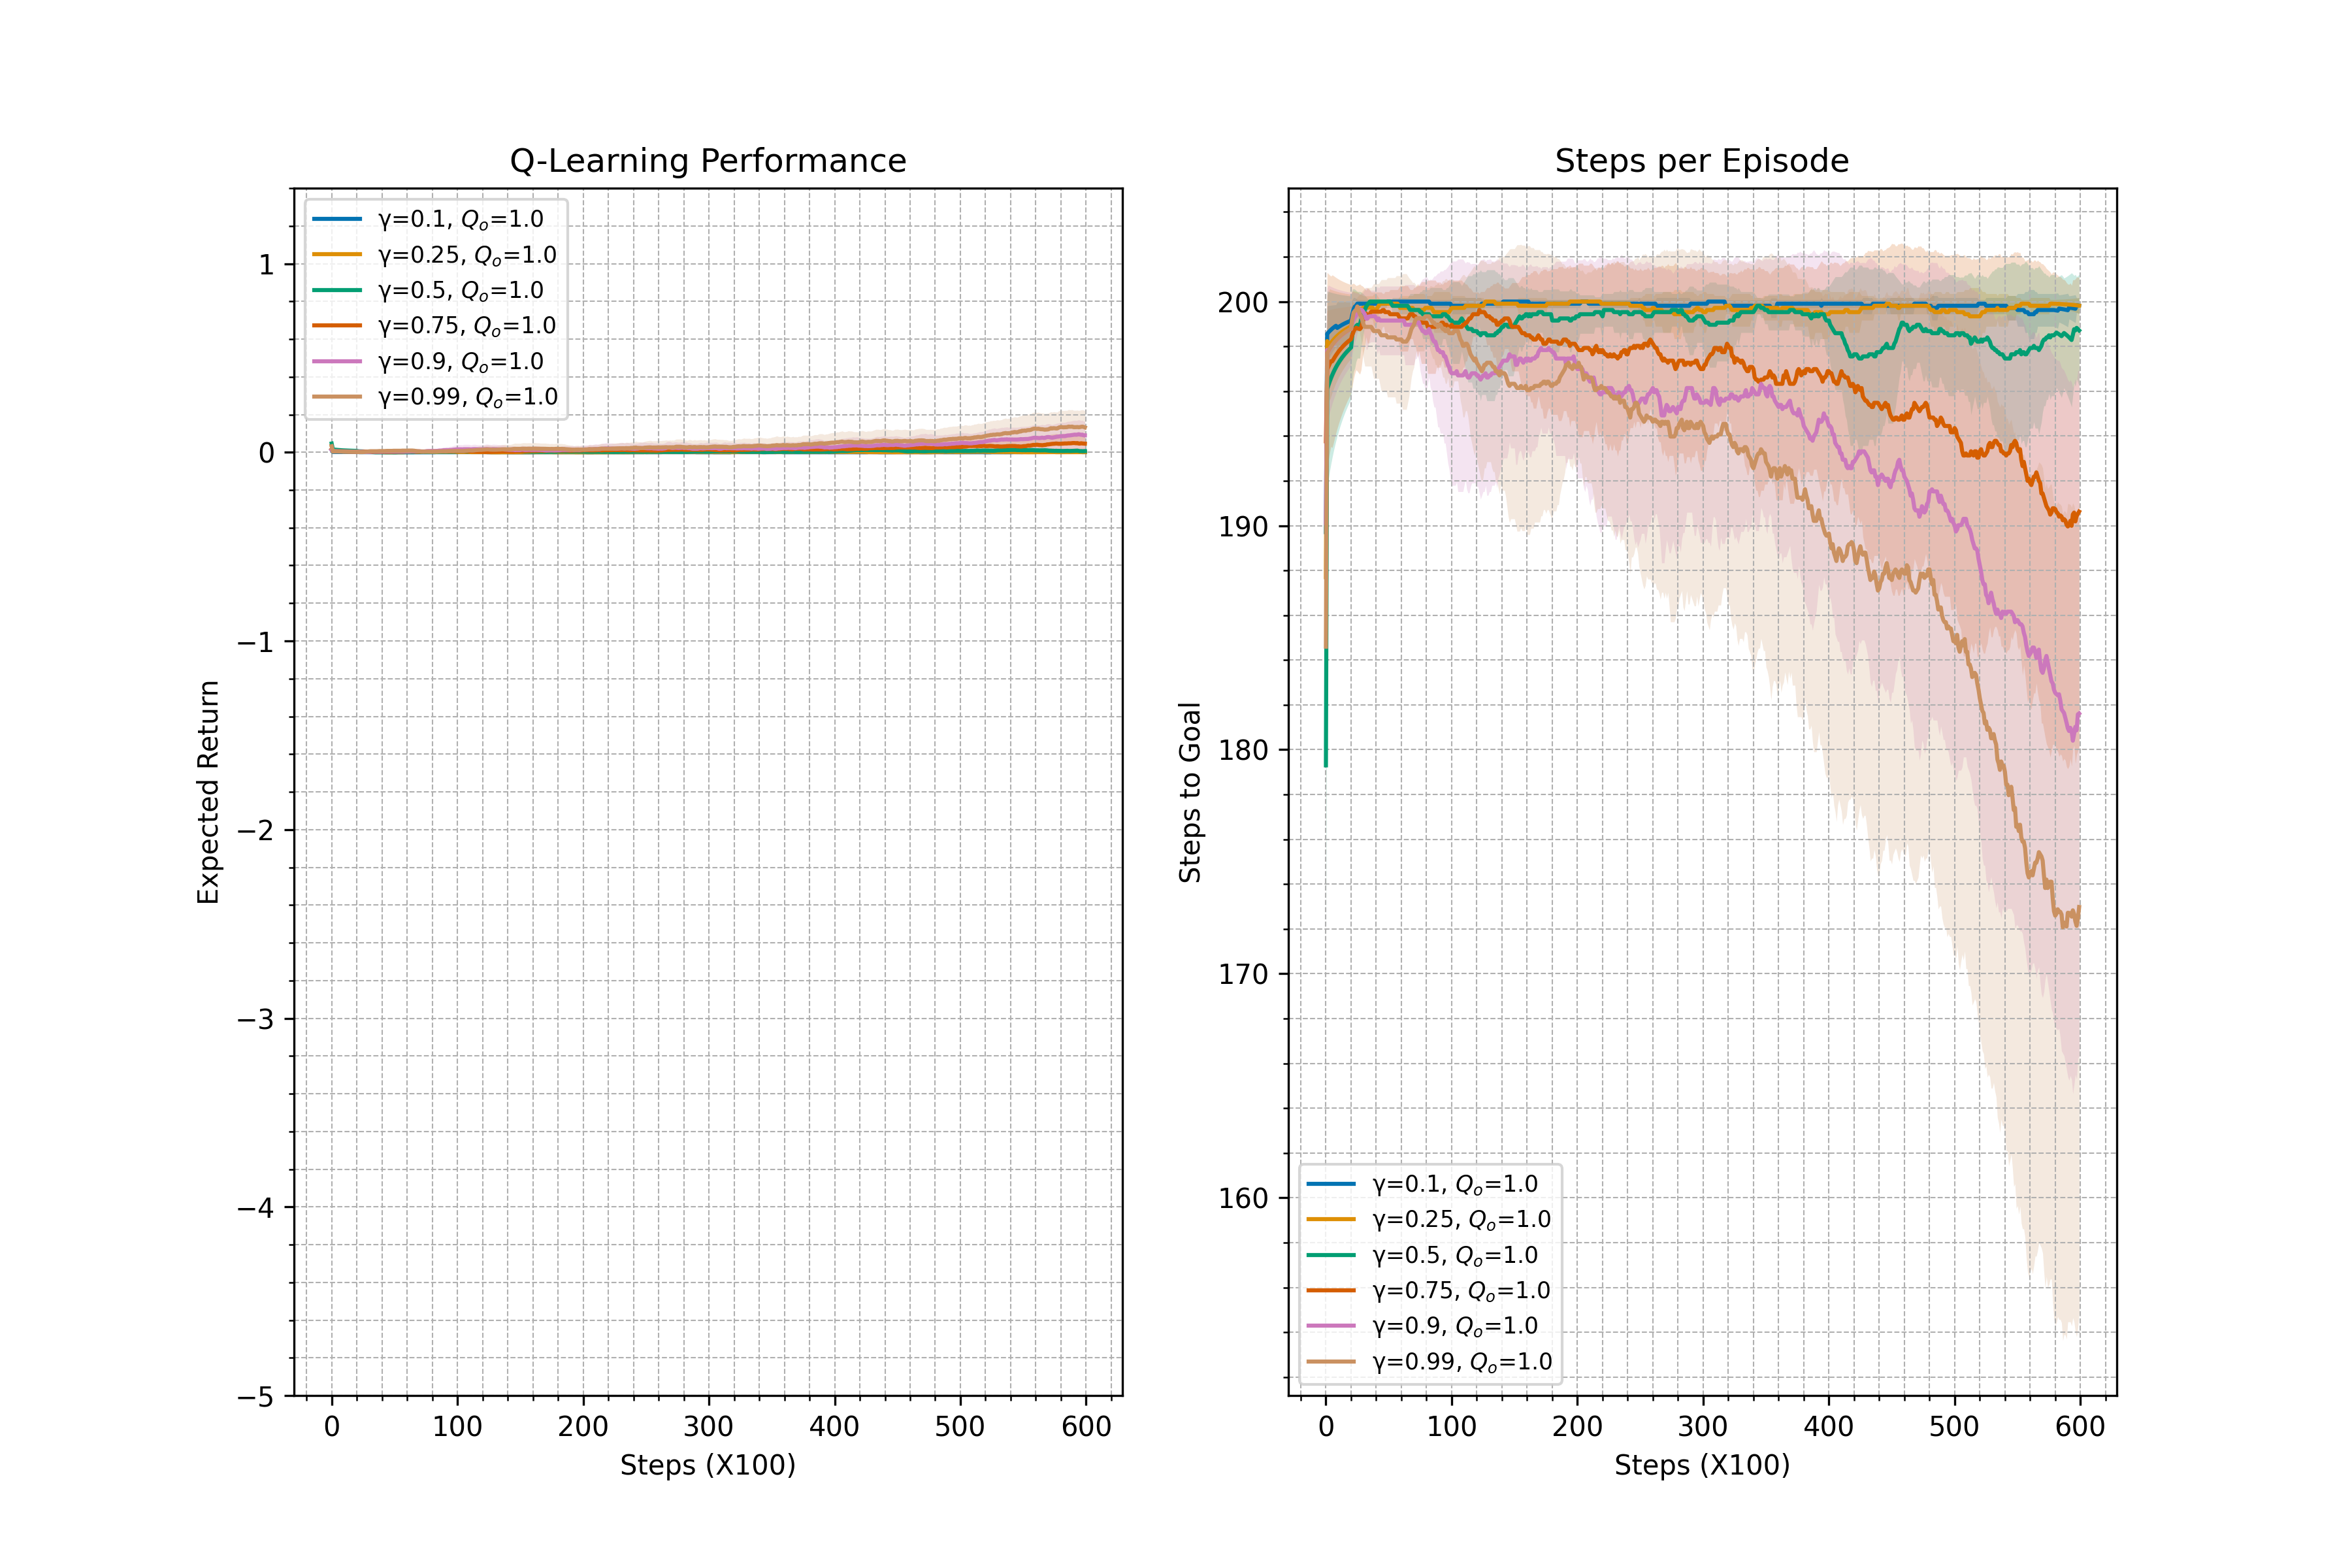 Q-Learning Performance
γ=0.1, Qₒ=1.0
γ=0.25, Qₒ=1.0
γ=0.5, Qₒ=1.0
γ=0.75, Qₒ=1.0
γ=0.9, Qₒ=1.0
γ=0.99, Qₒ=1.0
1
0
−1
−2
−3
−4
−5
Expected Return
0 100 200 300 400 500 600
Steps (X100)
Steps per Episode
200
190
180
170
160
Steps to Goal
γ=0.1, Qₒ=1.0
γ=0.25, Qₒ=1.0
γ=0.5, Qₒ=1.0
γ=0.75, Qₒ=1.0
γ=0.9, Qₒ=1.0
γ=0.99, Qₒ=1.0
0 100 200 300 400 500 600
Steps (X100)